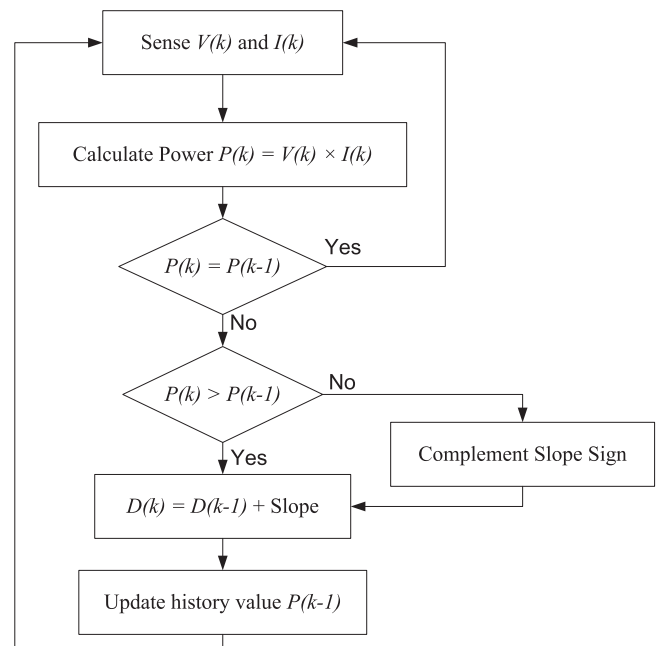 Sense V(k) and I(k)
Calculate Power P(k) = V(k) × I(k)
Yes
P(k) = P(k-1)
No
P(k) > P(k-1)
No
Complement Slope Sign
Yes
D(k) = D(k-1) + Slope
Update history value P(k-1)